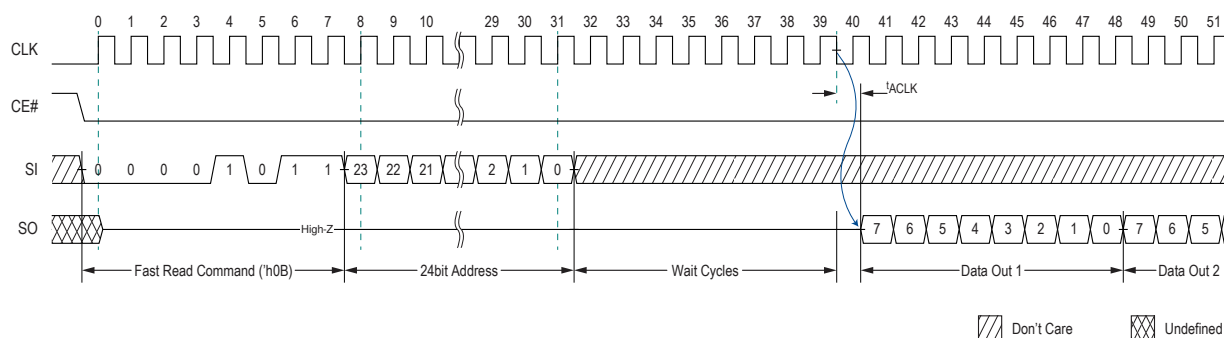 0 1 2 3 4 5 6 7 8 9 10 29 30 31 32 33 34 35 36 37 38 39 40 41 42 43 44 45 46 47 48 49 50 51
CLK
tACLK
CE#
SI 0 0 0 0 1 0 1 1 23 22 21 2 1 0
SO High-Z 7 6 5 4 3 2 1 0 7 6 5
Fast Read Command ('h0B) 24bit Address Wait Cycles Data Out 1 Data Out 2
Don't Care Undefined